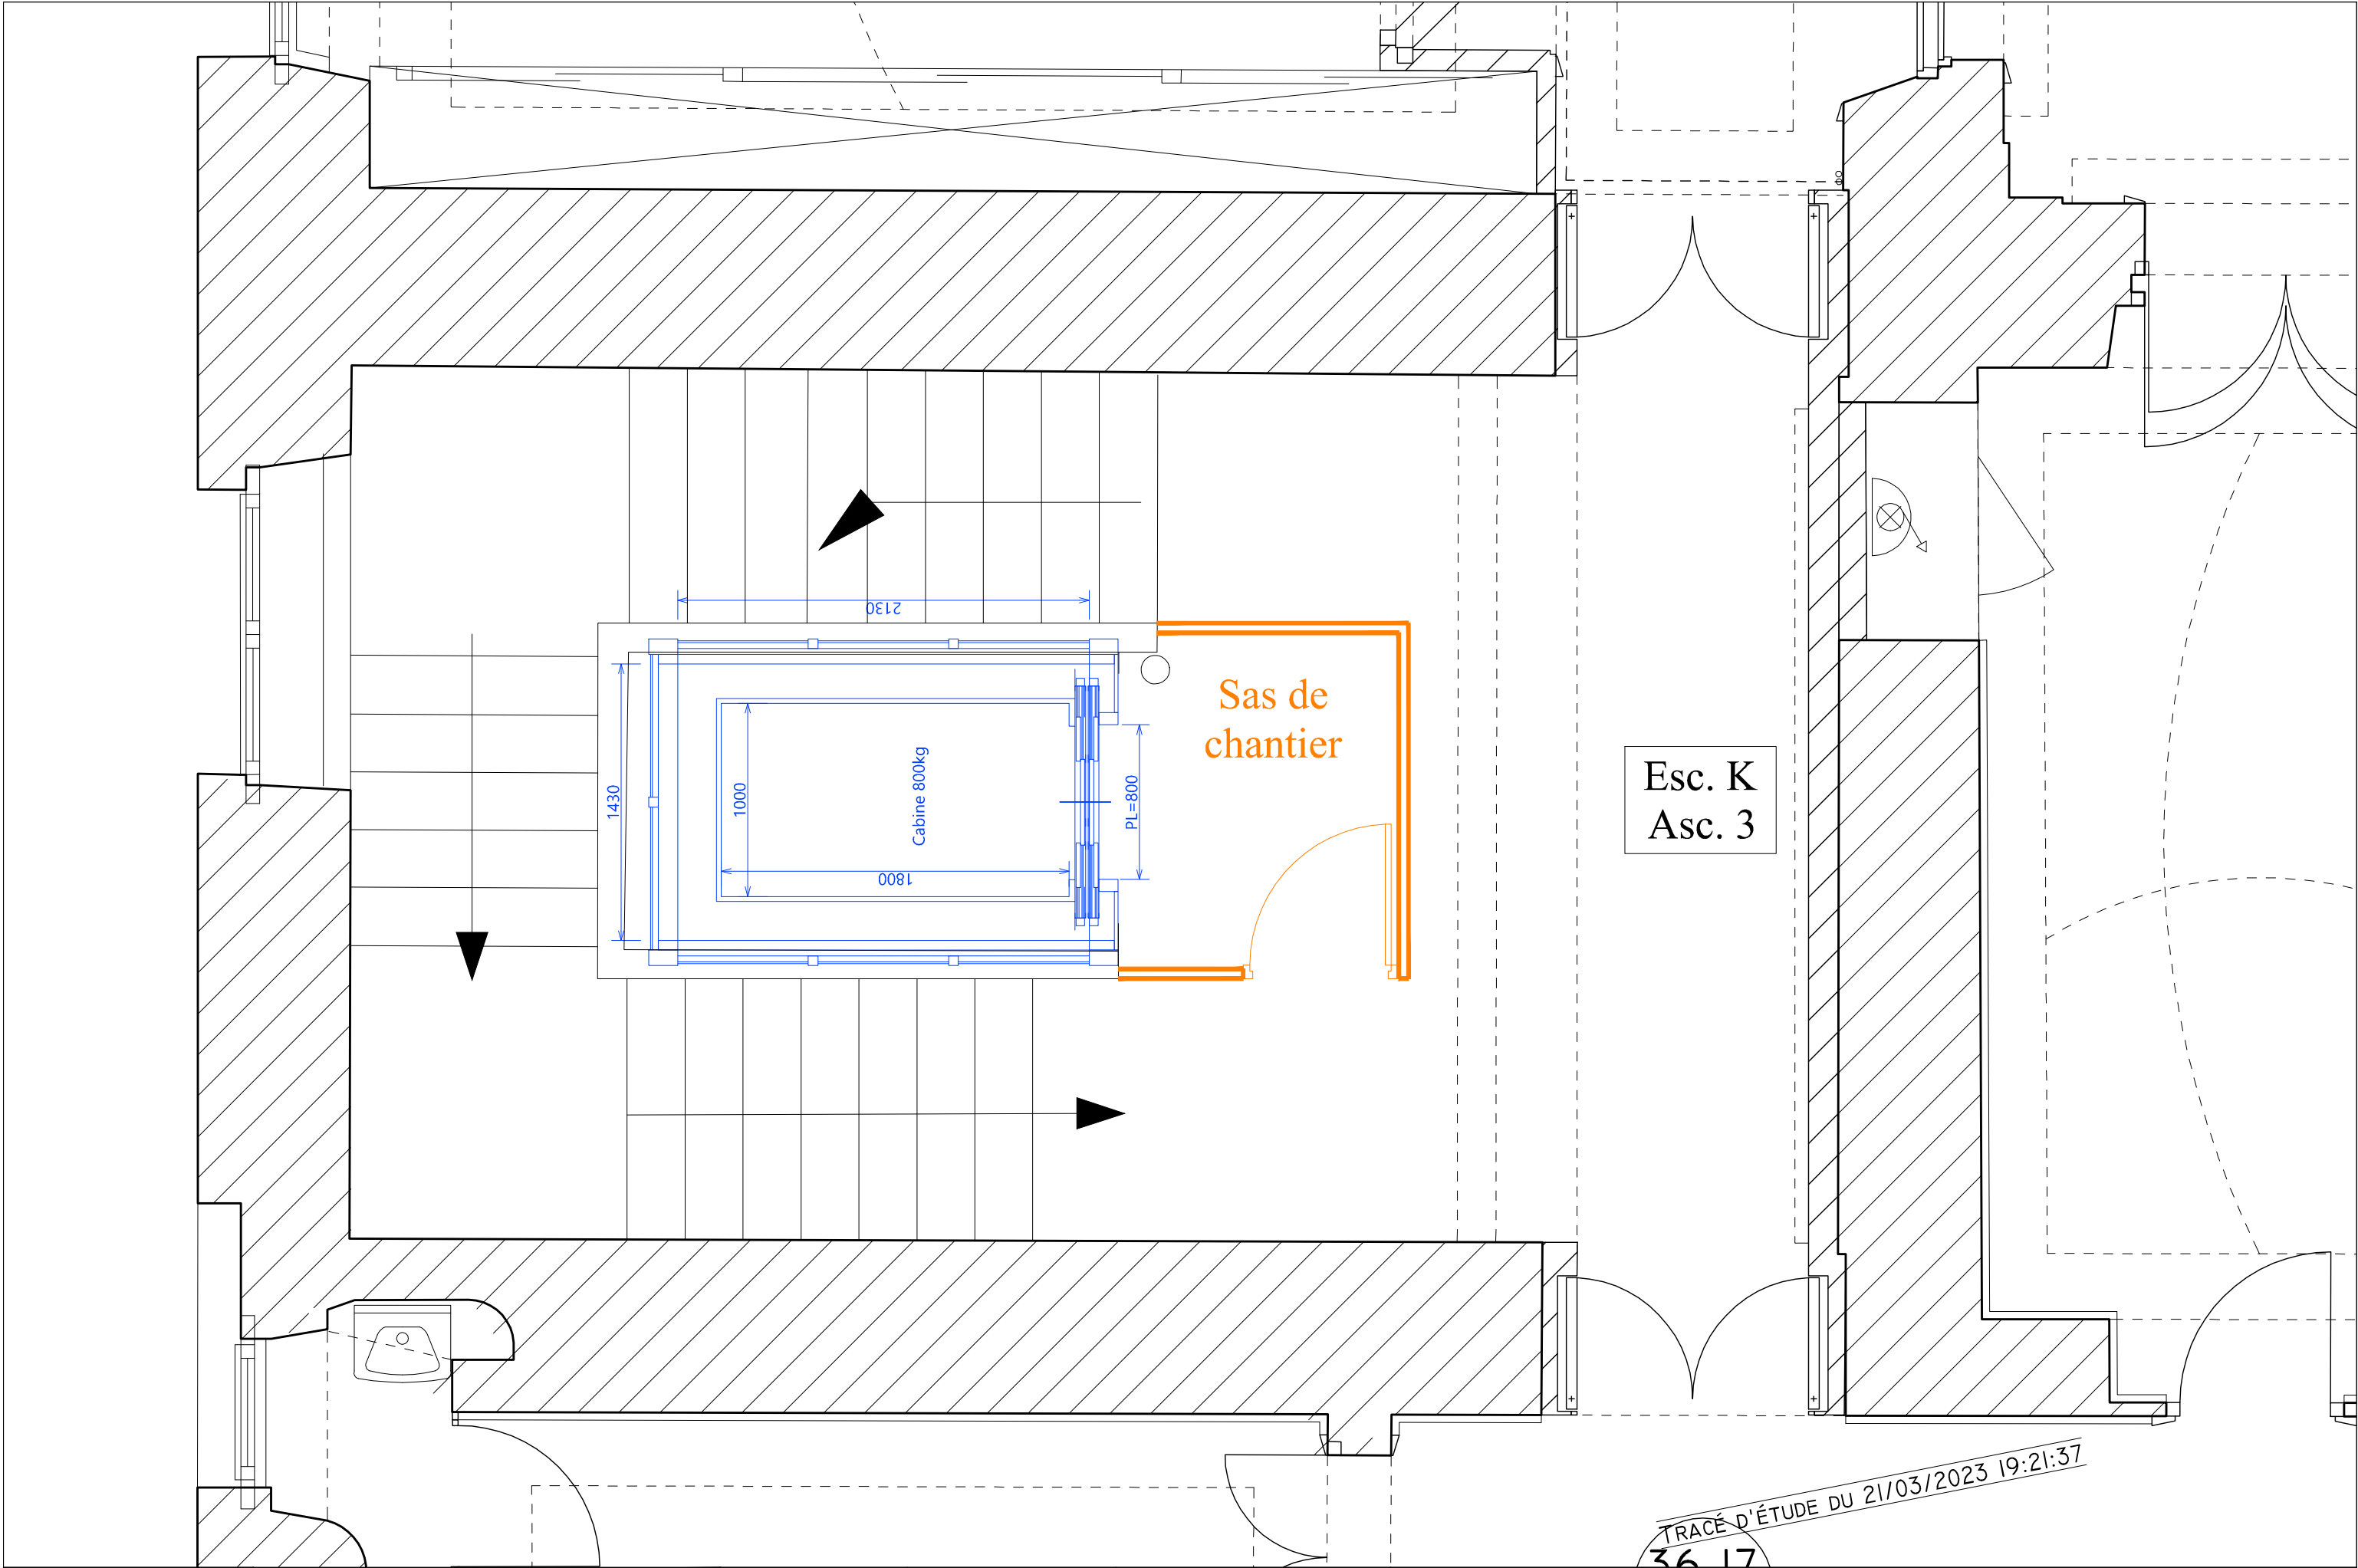 2130
Sas de
chantier
1430
1000
Cabine 800kg
PL=800
1800
Esc. K
Asc. 3
TRACÉ D'ÉTUDE DU 21/03/2023 19:21:37